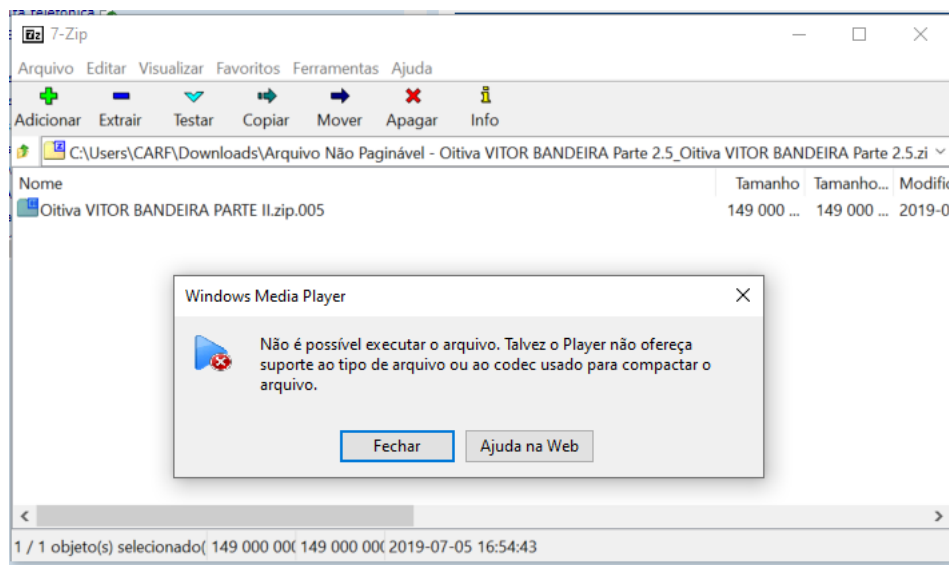 ta telefônica
7-Zip
Arquivo Editar Visualizar Favoritos Ferramentas Ajuda
Adicionar Extrair Testar Copiar Mover Apagar Info
C:\Users\CARF\Downloads\Arquivo Não Paginável - Oitiva VITOR BANDEIRA Parte 2.5_Oitiva VITOR BANDEIRA Parte 2.5.zi
Nome Tamanho Tamanho... Modific
Oitiva VITOR BANDEIRA PARTE II.zip.005 149 000 ... 149 000 ... 2019-0
Windows Media Player
Não é possível executar o arquivo. Talvez o Player não ofereça
suporte ao tipo de arquivo ou ao codec usado para compactar o
arquivo.
Fechar Ajuda na Web
1 / 1 objeto(s) selecionado( 149 000 00( 149 000 00( 2019-07-05 16:54:43